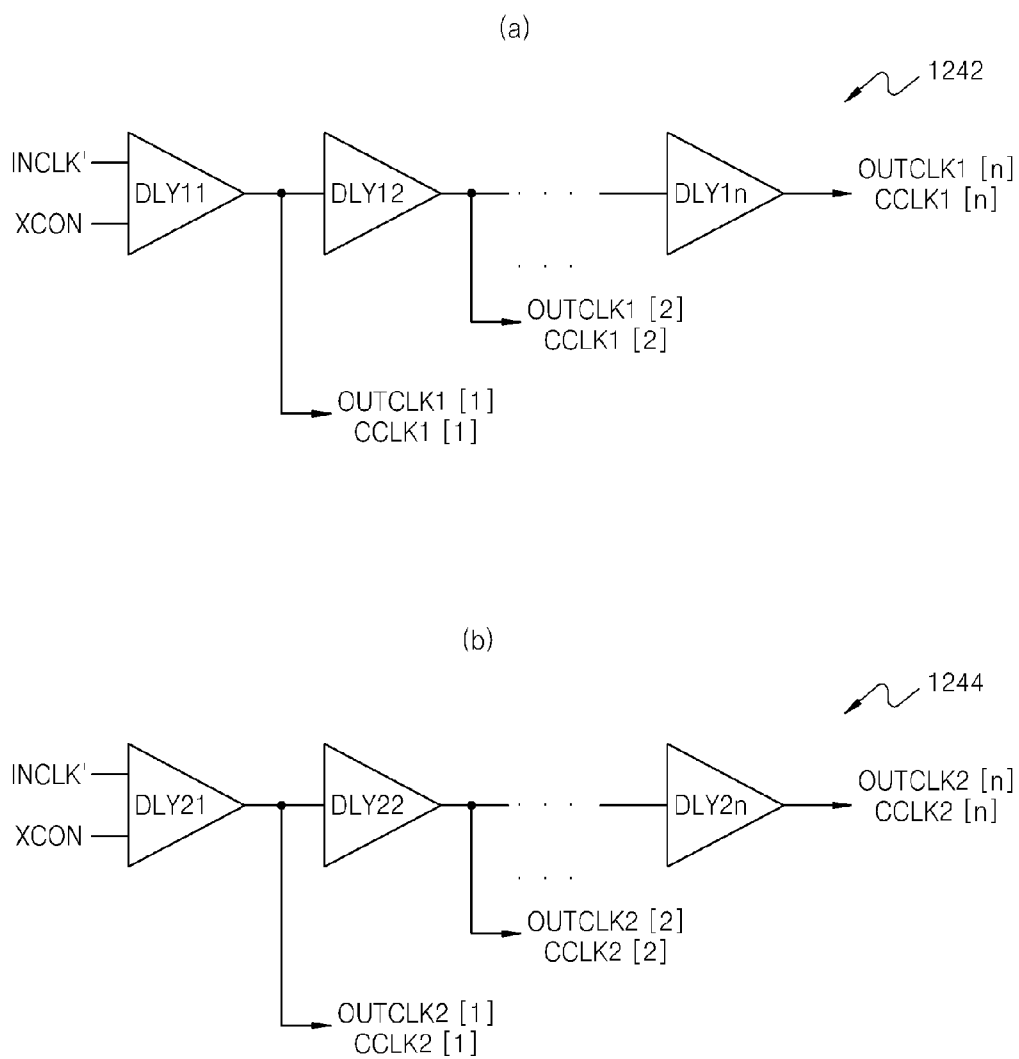 (a)
1242
INCLK'
XCON
DLY11
DLY12
. . .
DLY1n
OUTCLK1 [n]
CCLK1 [n]
. . .
OUTCLK1 [2]
CCLK1 [2]
OUTCLK1 [1]
CCLK1 [1]
(b)
1244
INCLK'
XCON
DLY21
DLY22
. . .
DLY2n
OUTCLK2 [n]
CCLK2 [n]
. . .
OUTCLK2 [2]
CCLK2 [2]
OUTCLK2 [1]
CCLK2 [1]